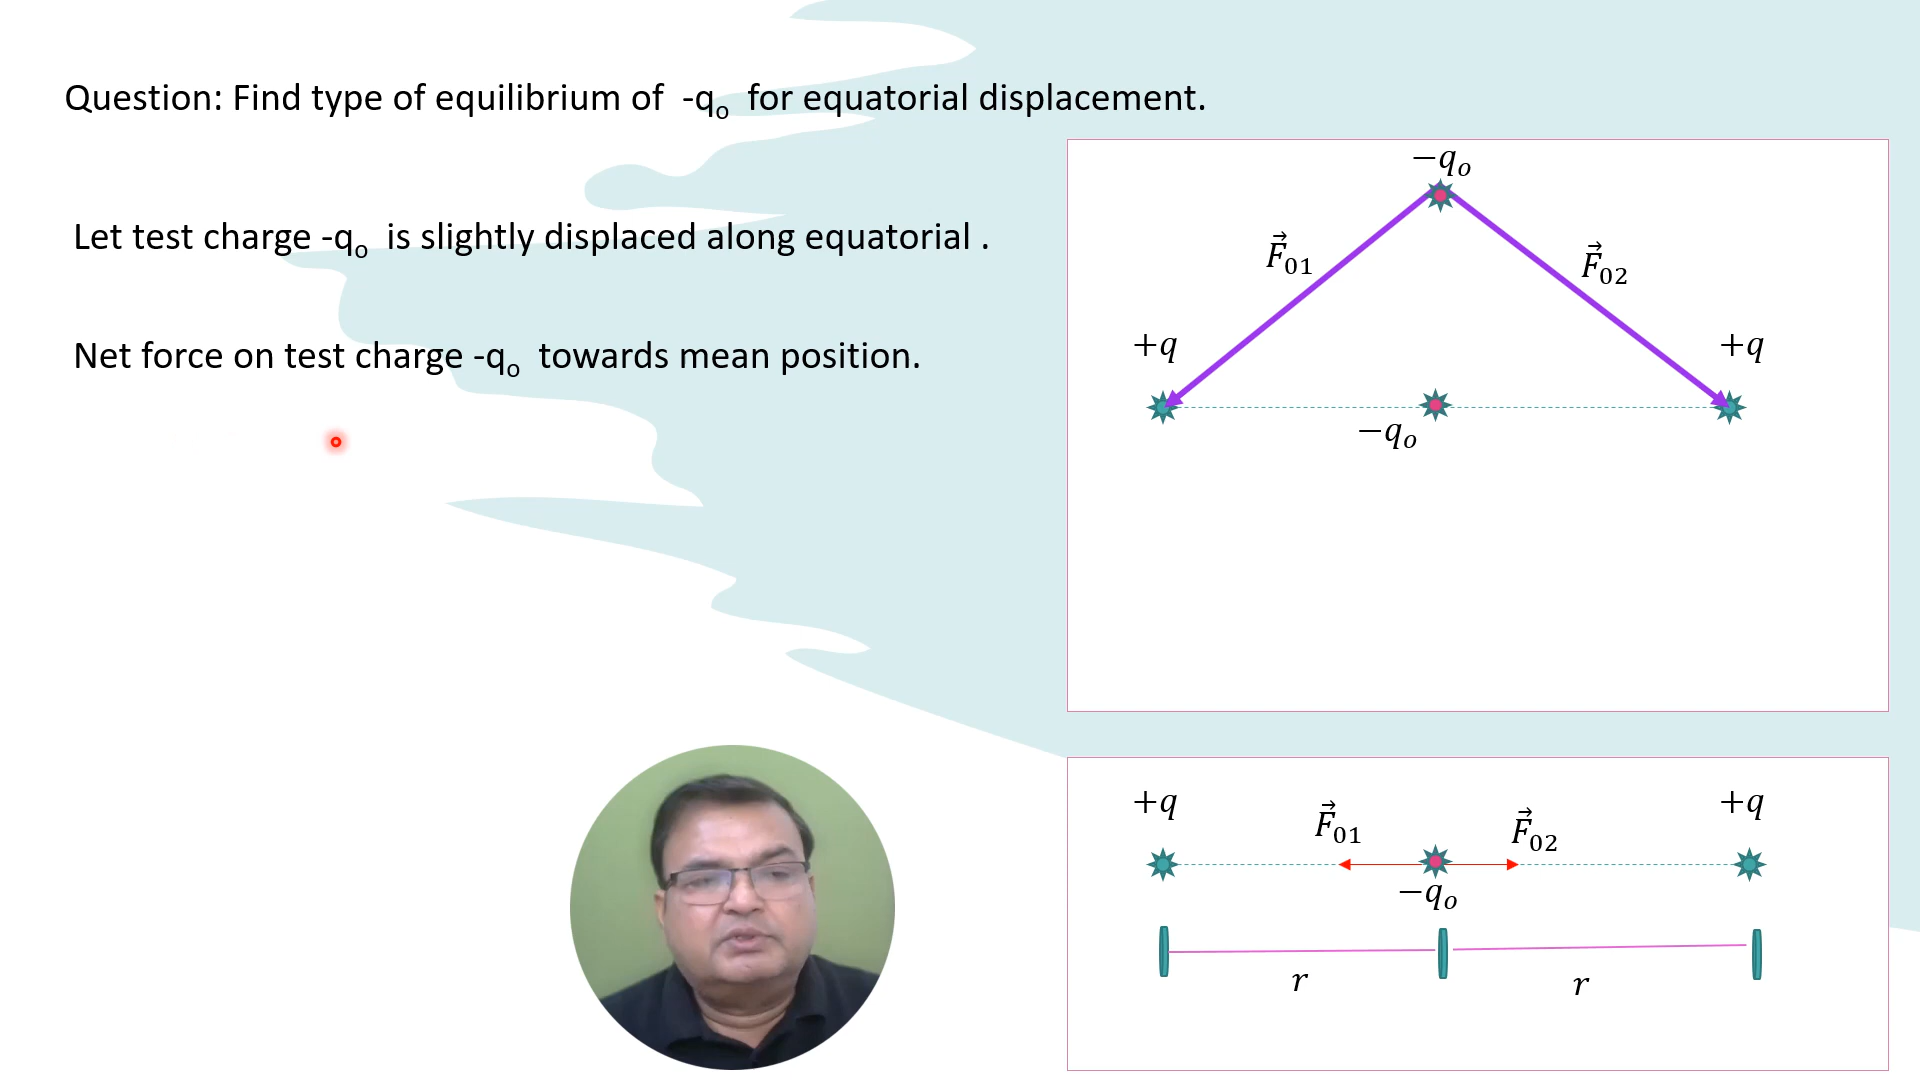 Question: Find type of equilibrium of -qₒ for equatorial displacement.
Let test charge -qₒ is slightly displaced along equatorial .
Net force on test charge -qₒ towards mean position.
−qₒ
F⃗₀₁
F⃗₀₂
+q
+q
−qₒ
+q
+q
F⃗₀₁
F⃗₀₂
−qₒ
r
r